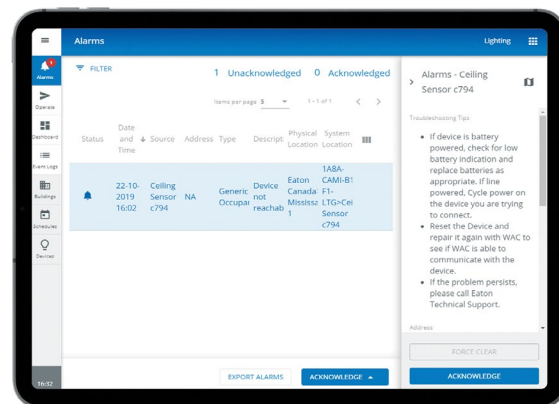 Alarms
Lighting
1
Alarms
Operate
Dashboard
Event Logs
Buildings
Schedules
Devices
16:32
FILTER
1 Unacknowledged 0 Acknowledged
Items per page 5 1 - 1 of 1
Status
Date and Time
Source
Address
Type
Descript
Physical Location
System Location
22-10-
2019
16:02
Ceiling
Sensor
c794
NA
Generic
Occupan
Device
not
reachab
Eaton
Canada
Mississa
1
1A8A-
CAMI-B1
F1-
LTG>Cei
Sensor
c794
EXPORT ALARMS
ACKNOWLEDGE
Alarms - Ceiling
Sensor c794
Troubleshooting Tips
• If device is battery
powered, check for low
battery indication and
replace batteries as
appropriate. If line
powered, Cycle power on
the device you are trying
to connect.
• Reset the Device and
repair it again with WAC to
see if WAC is able to
communicate with the
device.
• If the problem persists,
please call Eaton
Technical Support.
Address
FORCE CLEAR
ACKNOWLEDGE